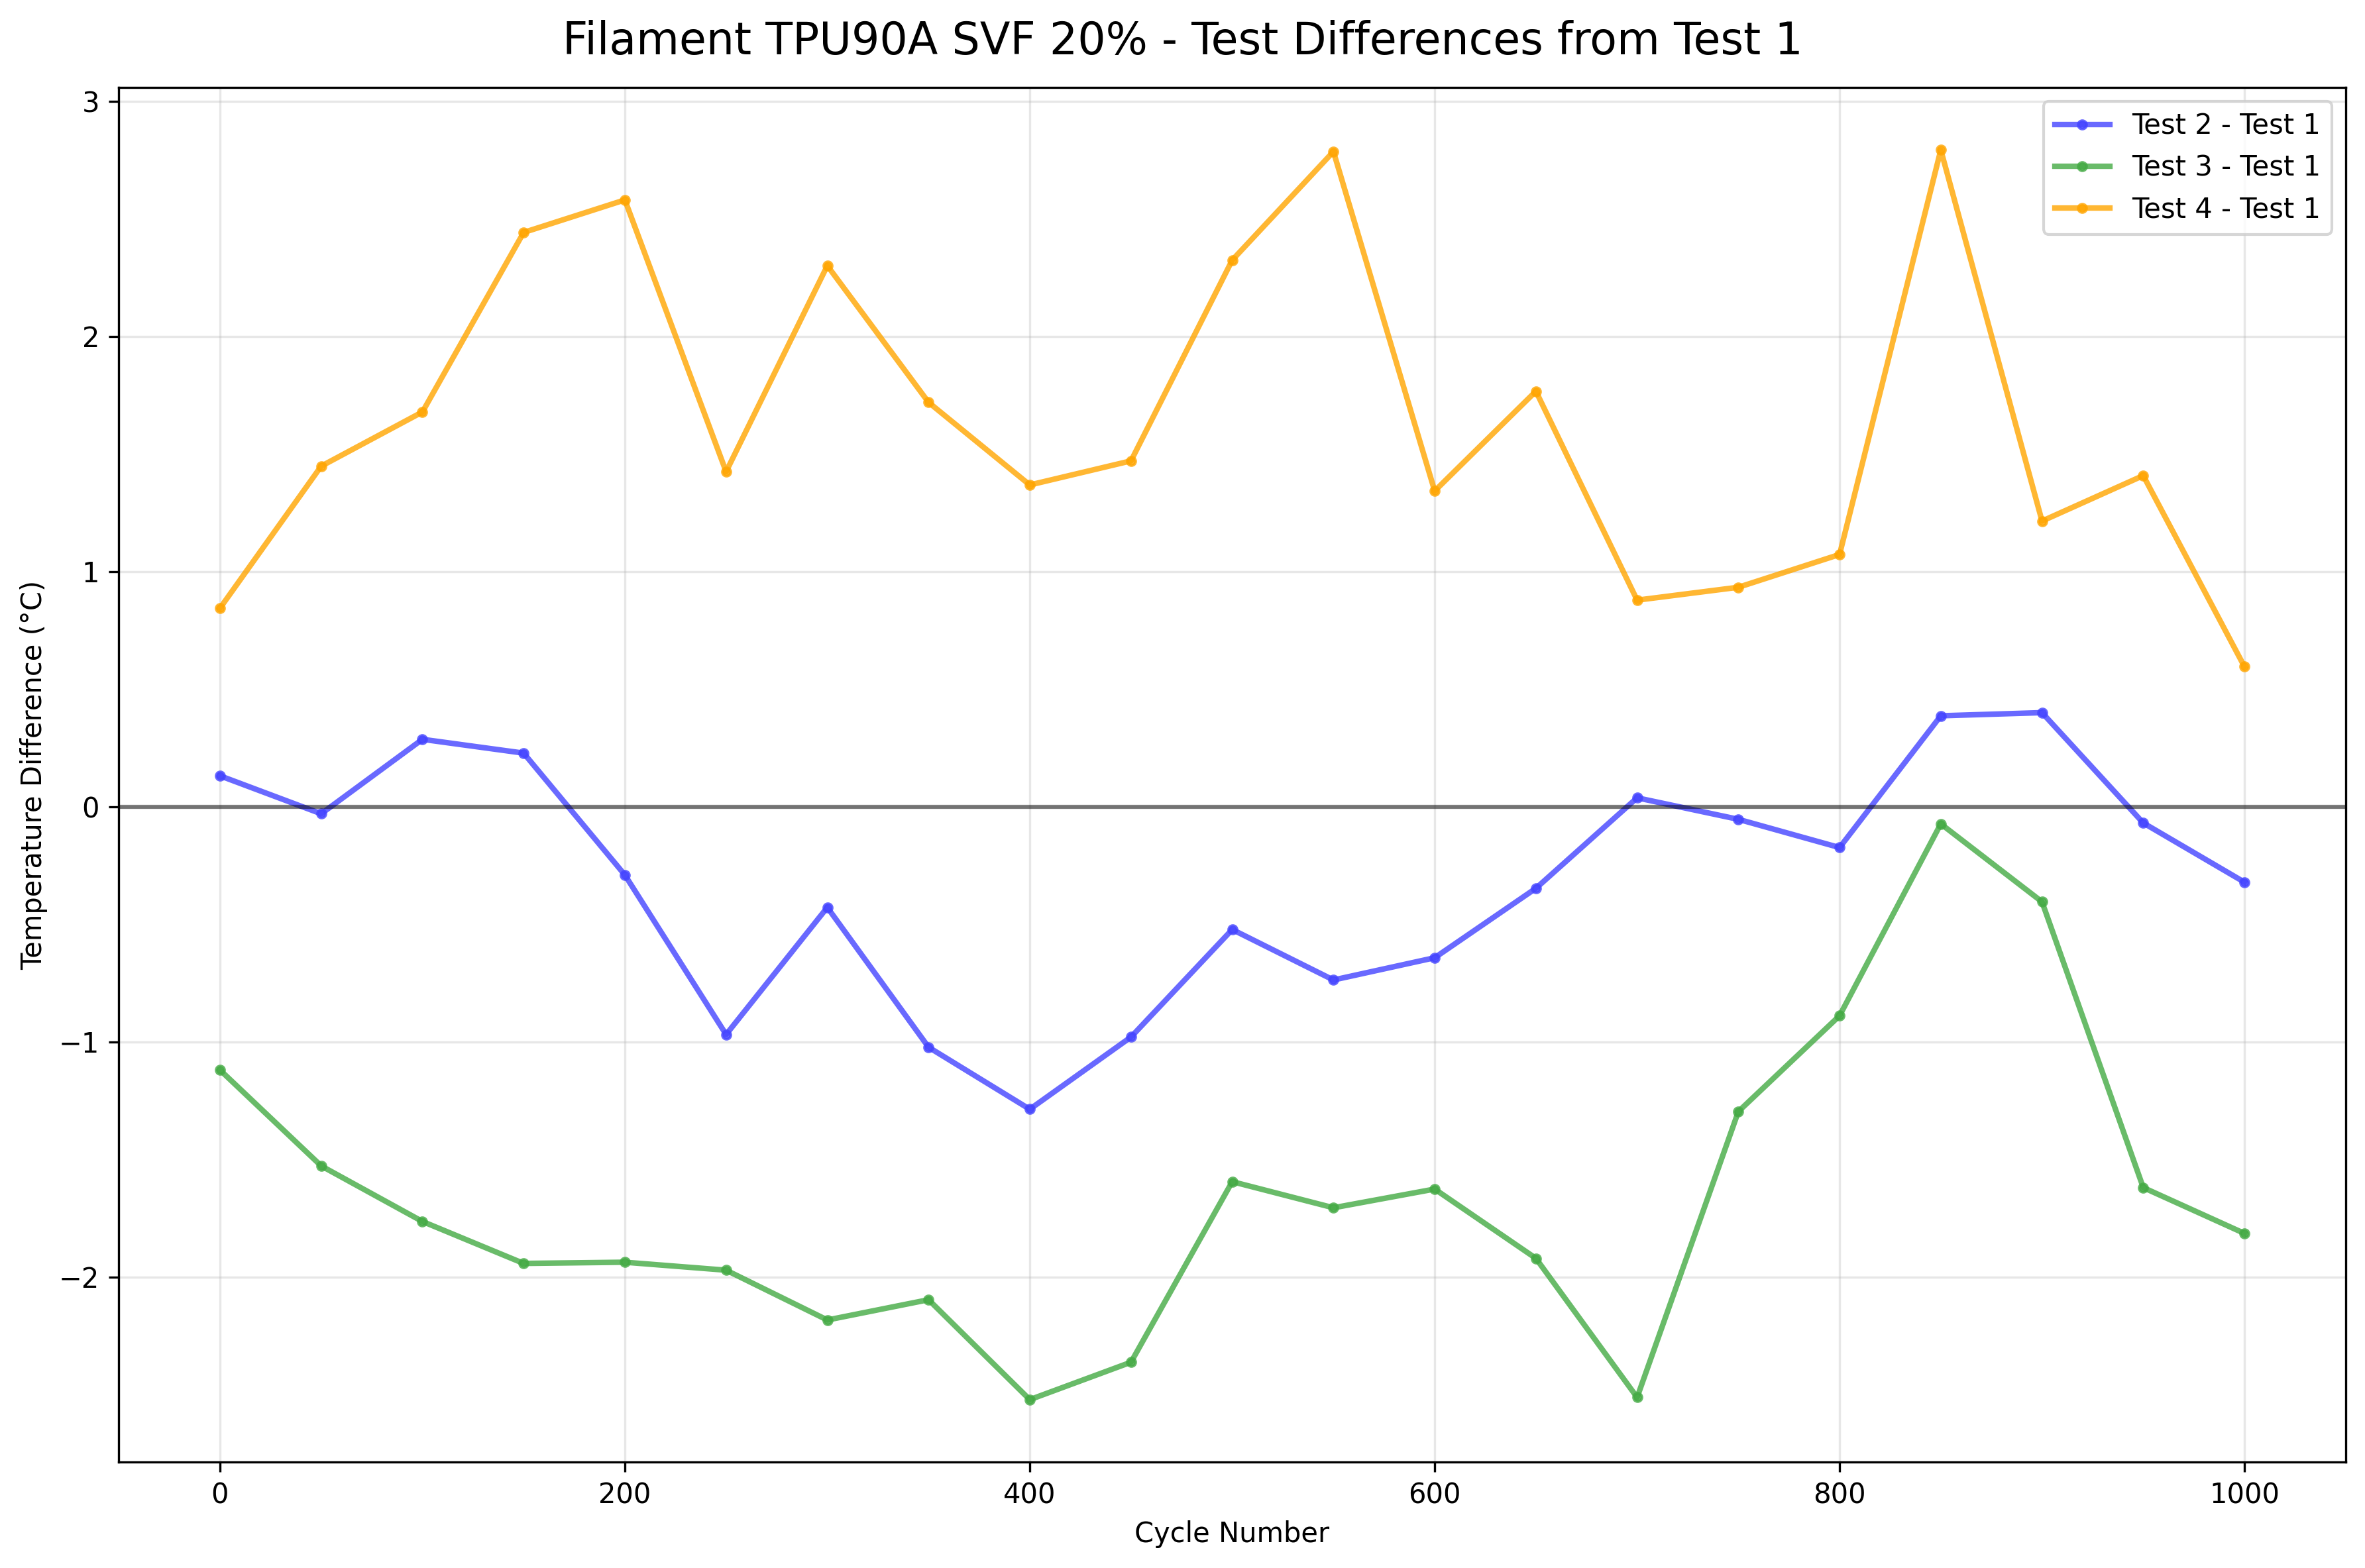 Filament TPU90A SVF 20% - Test Differences from Test 1
Temperature Difference (°C)
3
2
1
0
−1
−2
Test 2 - Test 1
Test 3 - Test 1
Test 4 - Test 1
0 200 400 600 800 1000
Cycle Number